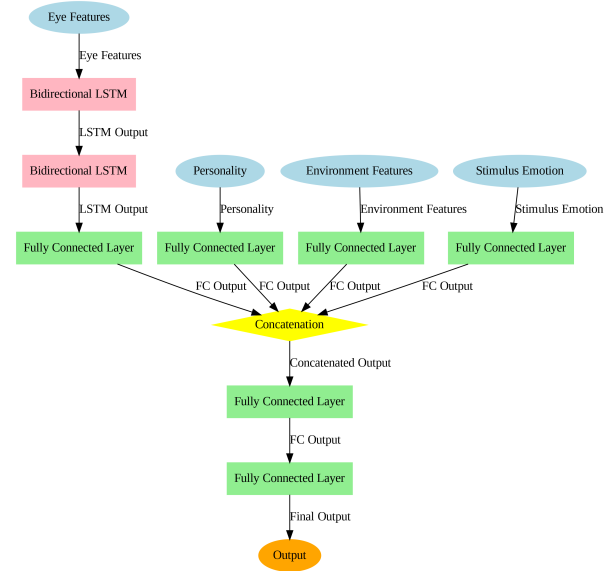 Eye Features
Eye Features
Bidirectional LSTM
LSTM Output
Bidirectional LSTM
Personality
Environment Features
Stimulus Emotion
LSTM Output
Personality
Environment Features
Stimulus Emotion
Fully Connected Layer
Fully Connected Layer
Fully Connected Layer
Fully Connected Layer
FC Output
FC Output
FC Output
FC Output
Concatenation
Concatenated Output
Fully Connected Layer
FC Output
Fully Connected Layer
Final Output
Output